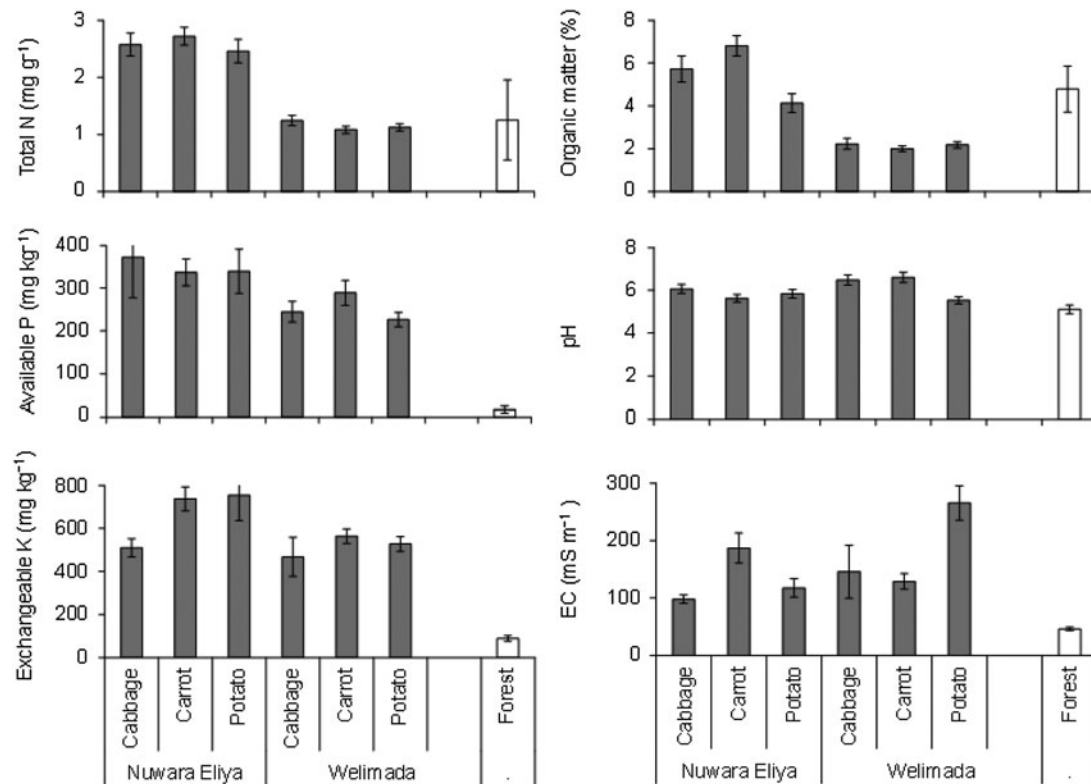 Total N (mg g⁻¹)
3
2
1
0
Organic matter (%)
8
6
4
2
0
Available P (mg kg⁻¹)
400
300
200
100
0
pH
8
6
4
2
0
Exchangeable K (mg kg⁻¹)
800
600
400
200
0
Cabbage
Carrot
Potato
Cabbage
Carrot
Potato
Forest
Nuwara Eliya
Welimada
.
EC (mS m⁻¹)
300
200
100
0
Cabbage
Carrot
Potato
Cabbage
Carrot
Potato
Forest
Nuwara Eliya
Welimada
.